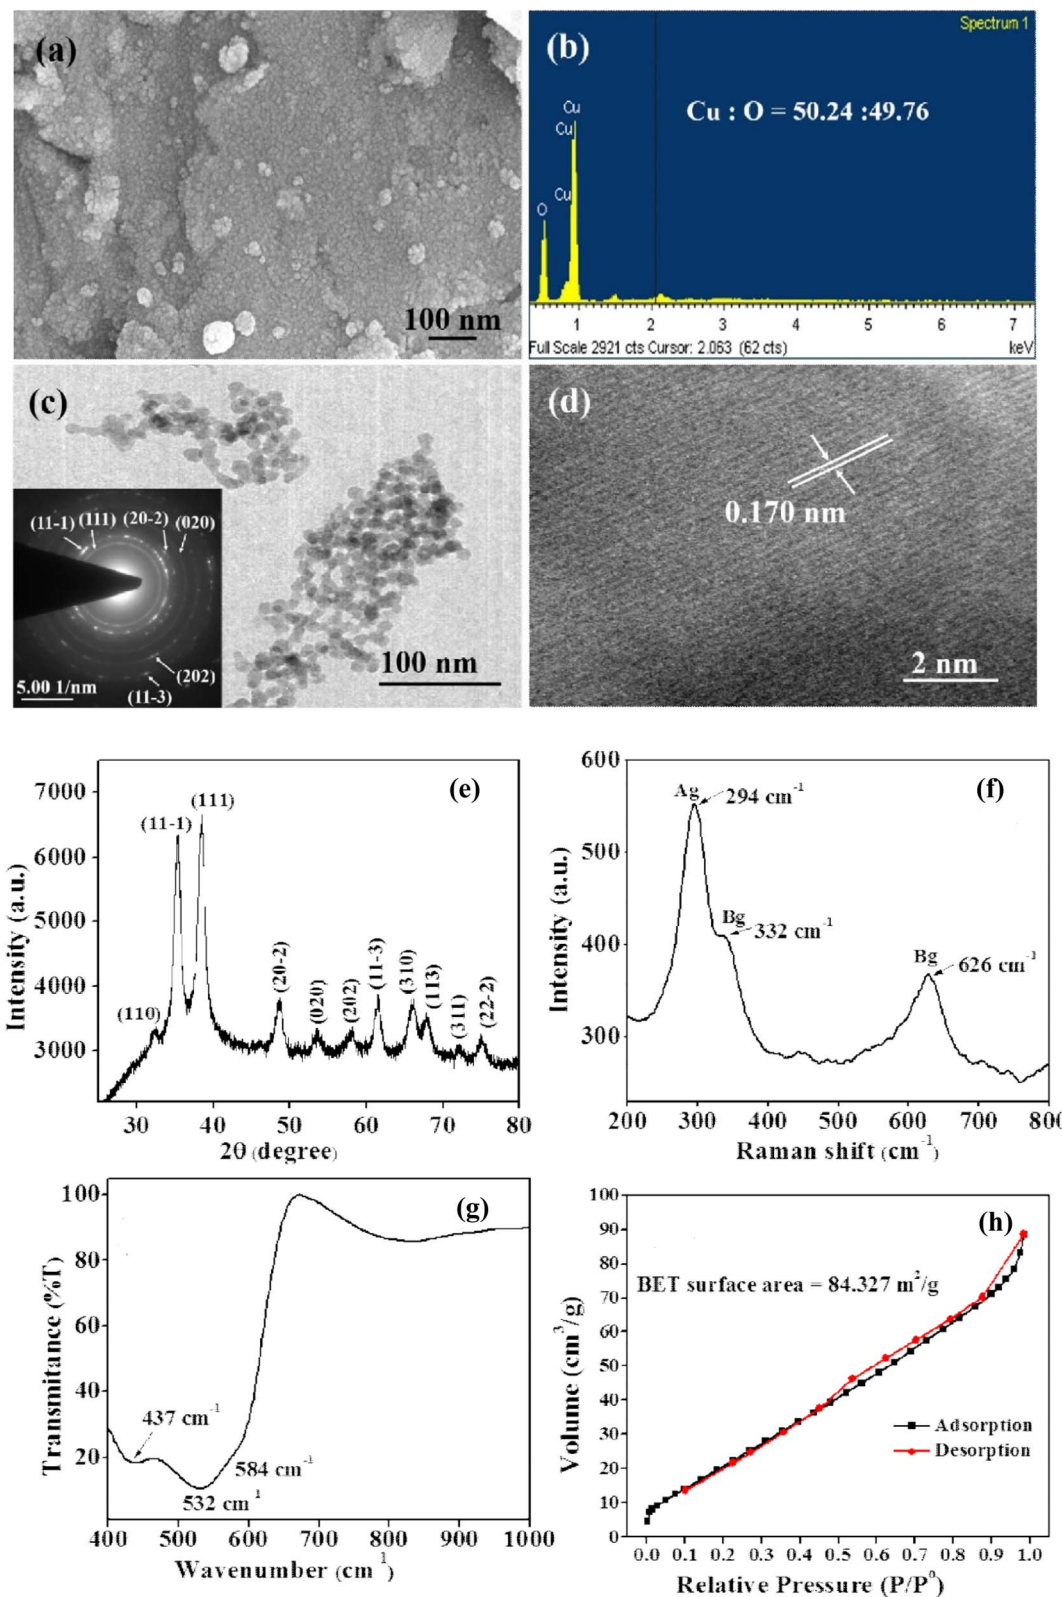 (a)
100 nm
(b)
Spectrum 1
Cu
Cu
Cu
O
Cu : O = 50.24 :49.76
1 2 3 4 5 6 7
Full Scale 2921 cts Cursor: 2.063 (62 cts)
keV
(c)
(11-1)
(111)
(20-2)
(020)
(202)
(11-3)
5.00 1/nm
100 nm
(d)
0.170 nm
2 nm
(e)
Intensity (a.u.)
7000
6000
5000
4000
3000
(110)
(11-1)
(111)
(20-2)
(020)
(202)
(11-3)
(310)
(113)
(311)
(22-2)
30 40 50 60 70 80
2θ (degree)
(f)
Intensity (a.u.)
600
500
400
300
Ag
294 cm-1
Bg
332 cm-1
Bg
626 cm-1
200 300 400 500 600 700 800
Raman shift (cm-1)
(g)
Transmitance (%T)
100
80
60
40
20
437 cm-1
532 cm-1
584 cm-1
400 500 600 700 800 900 1000
Wavenumber (cm-1)
(h)
Volume (cm3/g)
100
90
80
70
60
50
40
30
20
10
0
BET surface area = 84.327 m2/g
Adsorption
Desorption
0.0 0.1 0.2 0.3 0.4 0.5 0.6 0.7 0.8 0.9 1.0
Relative Pressure (P/P0)